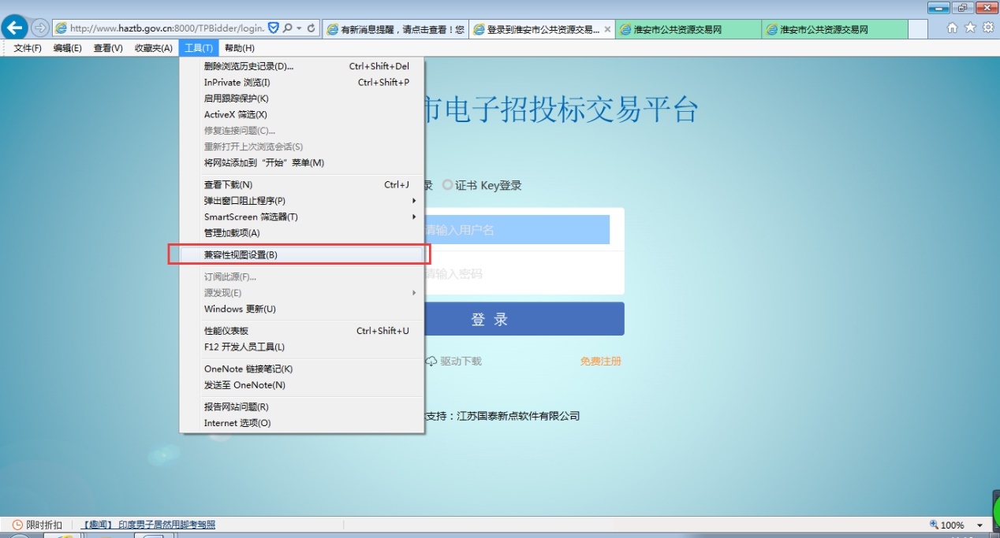 http://www.haztb.gov.cn:8000/TPBidder/login.
有新消息提醒，请点击查看！您
登录到淮安市公共资源交易...
淮安市公共资源交易网
淮安市公共资源交易网
文件(F) 编辑(E) 查看(V) 收藏夹(A) 工具(T) 帮助(H)
删除浏览历史记录(D)... Ctrl+Shift+Del
InPrivate 浏览(I) Ctrl+Shift+P
启用跟踪保护(K)
ActiveX 筛选(X)
修复连接问题(C)...
重新打开上次浏览会话(S)
将网站添加到“开始”菜单(M)
查看下载(N) Ctrl+J
弹出窗口阻止程序(P)
SmartScreen 筛选器(T)
管理加载项(A)
兼容性视图设置(B)
订阅此源(F)...
源发现(E)
Windows 更新(U)
性能仪表板 Ctrl+Shift+U
F12 开发人员工具(L)
OneNote 链接笔记(K)
发送至 OneNote(N)
报告网站问题(R)
Internet 选项(O)
市电子招投标交易平台
录 证书 Key登录
请输入用户名
请输入密码
登 录
驱动下载 免费注册
支持：江苏国泰新点软件有限公司
限时折扣 【趣闻】 印度男子居然用脚考驾照
100%